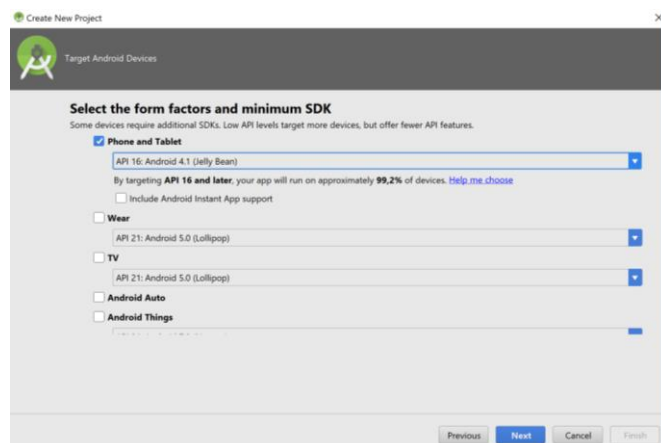 Create New Project
Target Android Devices
Select the form factors and minimum SDK
Some devices require additional SDKs. Low API levels target more devices, but offer fewer API features.
Phone and Tablet
API 16: Android 4.1 (Jelly Bean)
By targeting API 16 and later, your app will run on approximately 99,2% of devices. Help me choose
Include Android Instant App support
Wear
API 21: Android 5.0 (Lollipop)
TV
API 21: Android 5.0 (Lollipop)
Android Auto
Android Things
Previous Next Cancel Finish